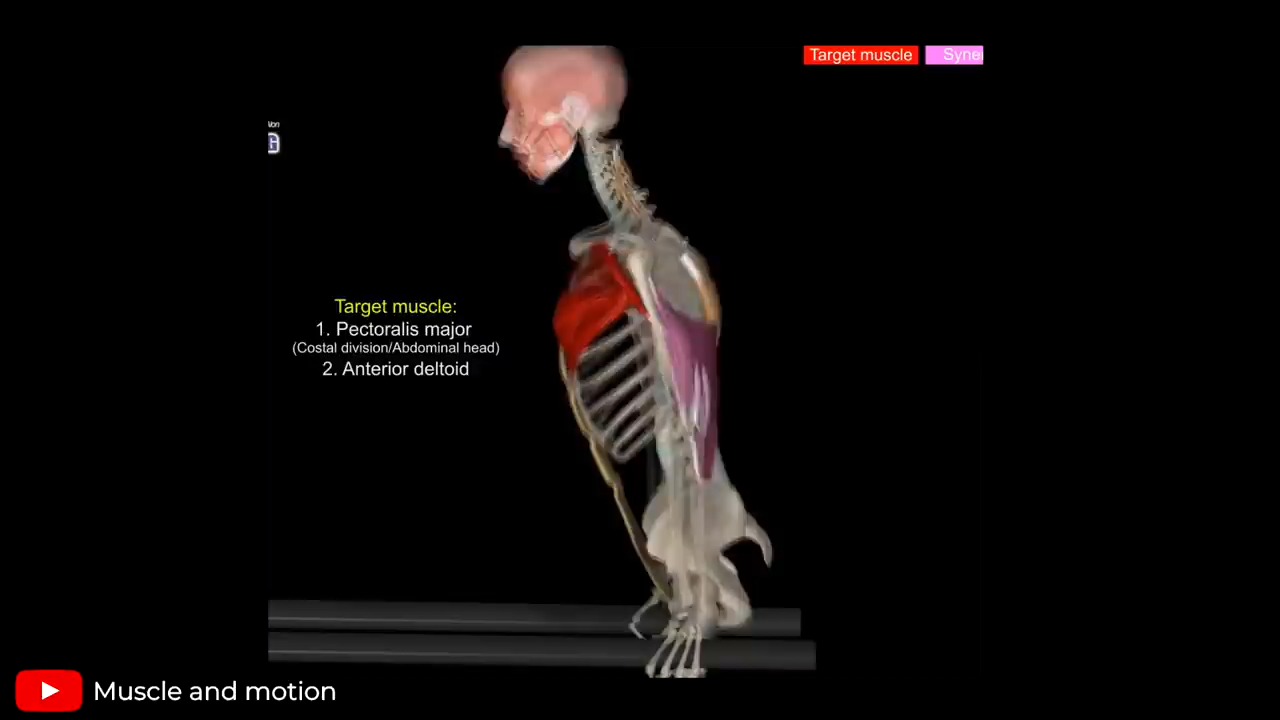 Target muscle
Target muscle:
1. Pectoralis major
(Costal division/Abdominal head)
2. Anterior deltoid
Muscle and motion